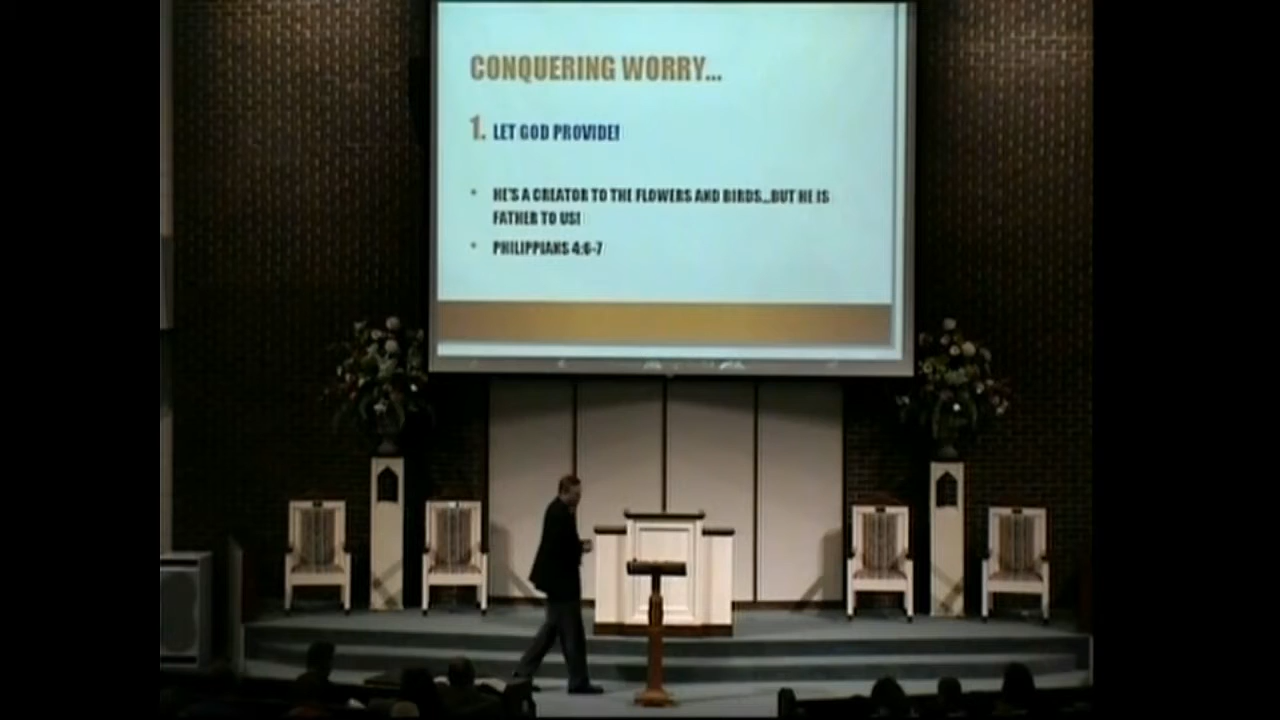 CONQUERING WORRY...
1. LET GOD PROVIDE!
• HE'S A CREATOR TO THE FLOWERS AND BIRDS...BUT HE IS
FATHER TO US!
• PHILIPPIANS 4:6-7